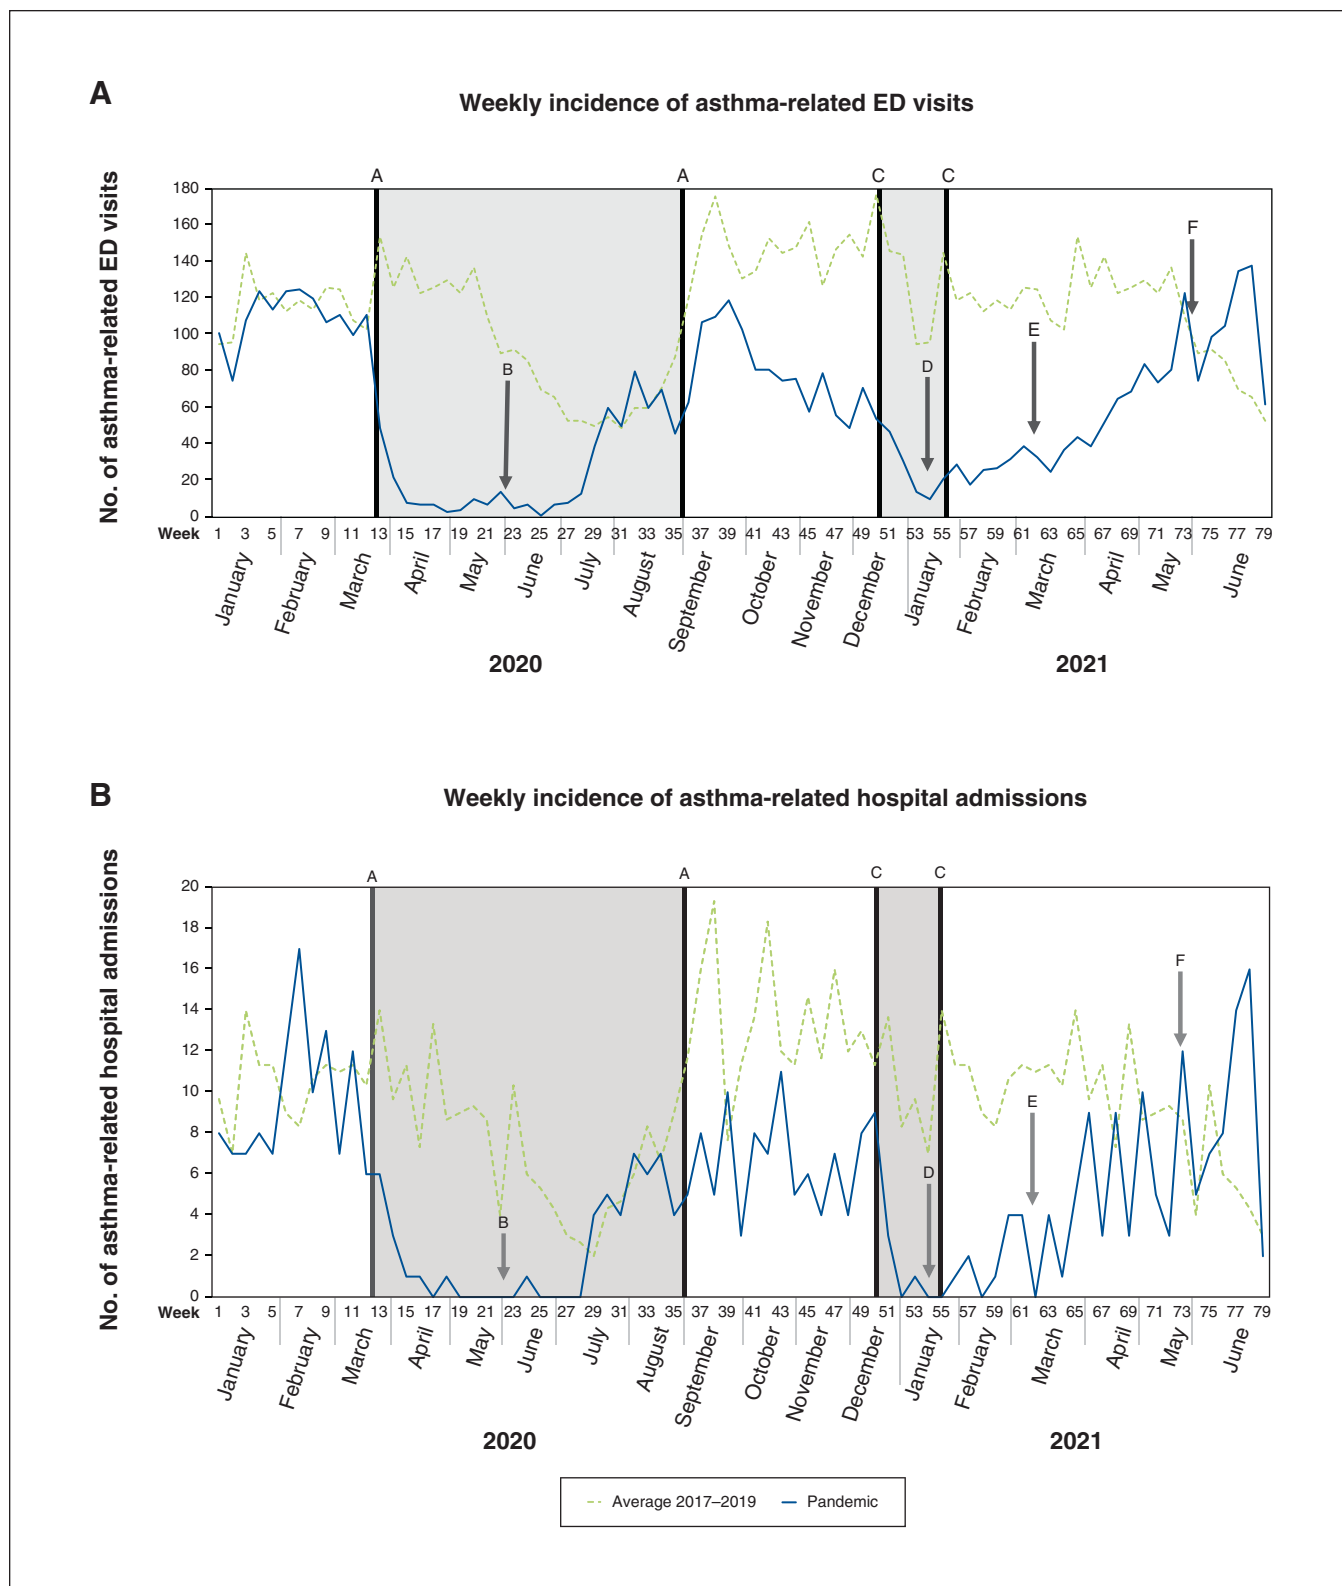 A
Weekly incidence of asthma-related ED visits
No. of asthma-related ED visits
A A C C
180
160
140
120
100
80
60
40
20
0
B
D
E
F
Week 1 3 5 7 9 11 13 15 17 19 21 23 25 27 29 31 33 35 37 39 41 43 45 47 49 51 53 55 57 59 61 63 65 67 69 71 73 75 77 79
January February March April May June July August September October November December January February March April May June
2020 2021
B
Weekly incidence of asthma-related hospital admissions
No. of asthma-related hospital admissions
A A C C
20
18
16
14
12
10
8
6
4
2
0
B
D
E
F
Week 1 3 5 7 9 11 13 15 17 19 21 23 25 27 29 31 33 35 37 39 41 43 45 47 49 51 53 55 57 59 61 63 65 67 69 71 73 75 77 79
January February March April May June July August September October November December January February March April May June
2020 2021
Average 2017–2019 Pandemic